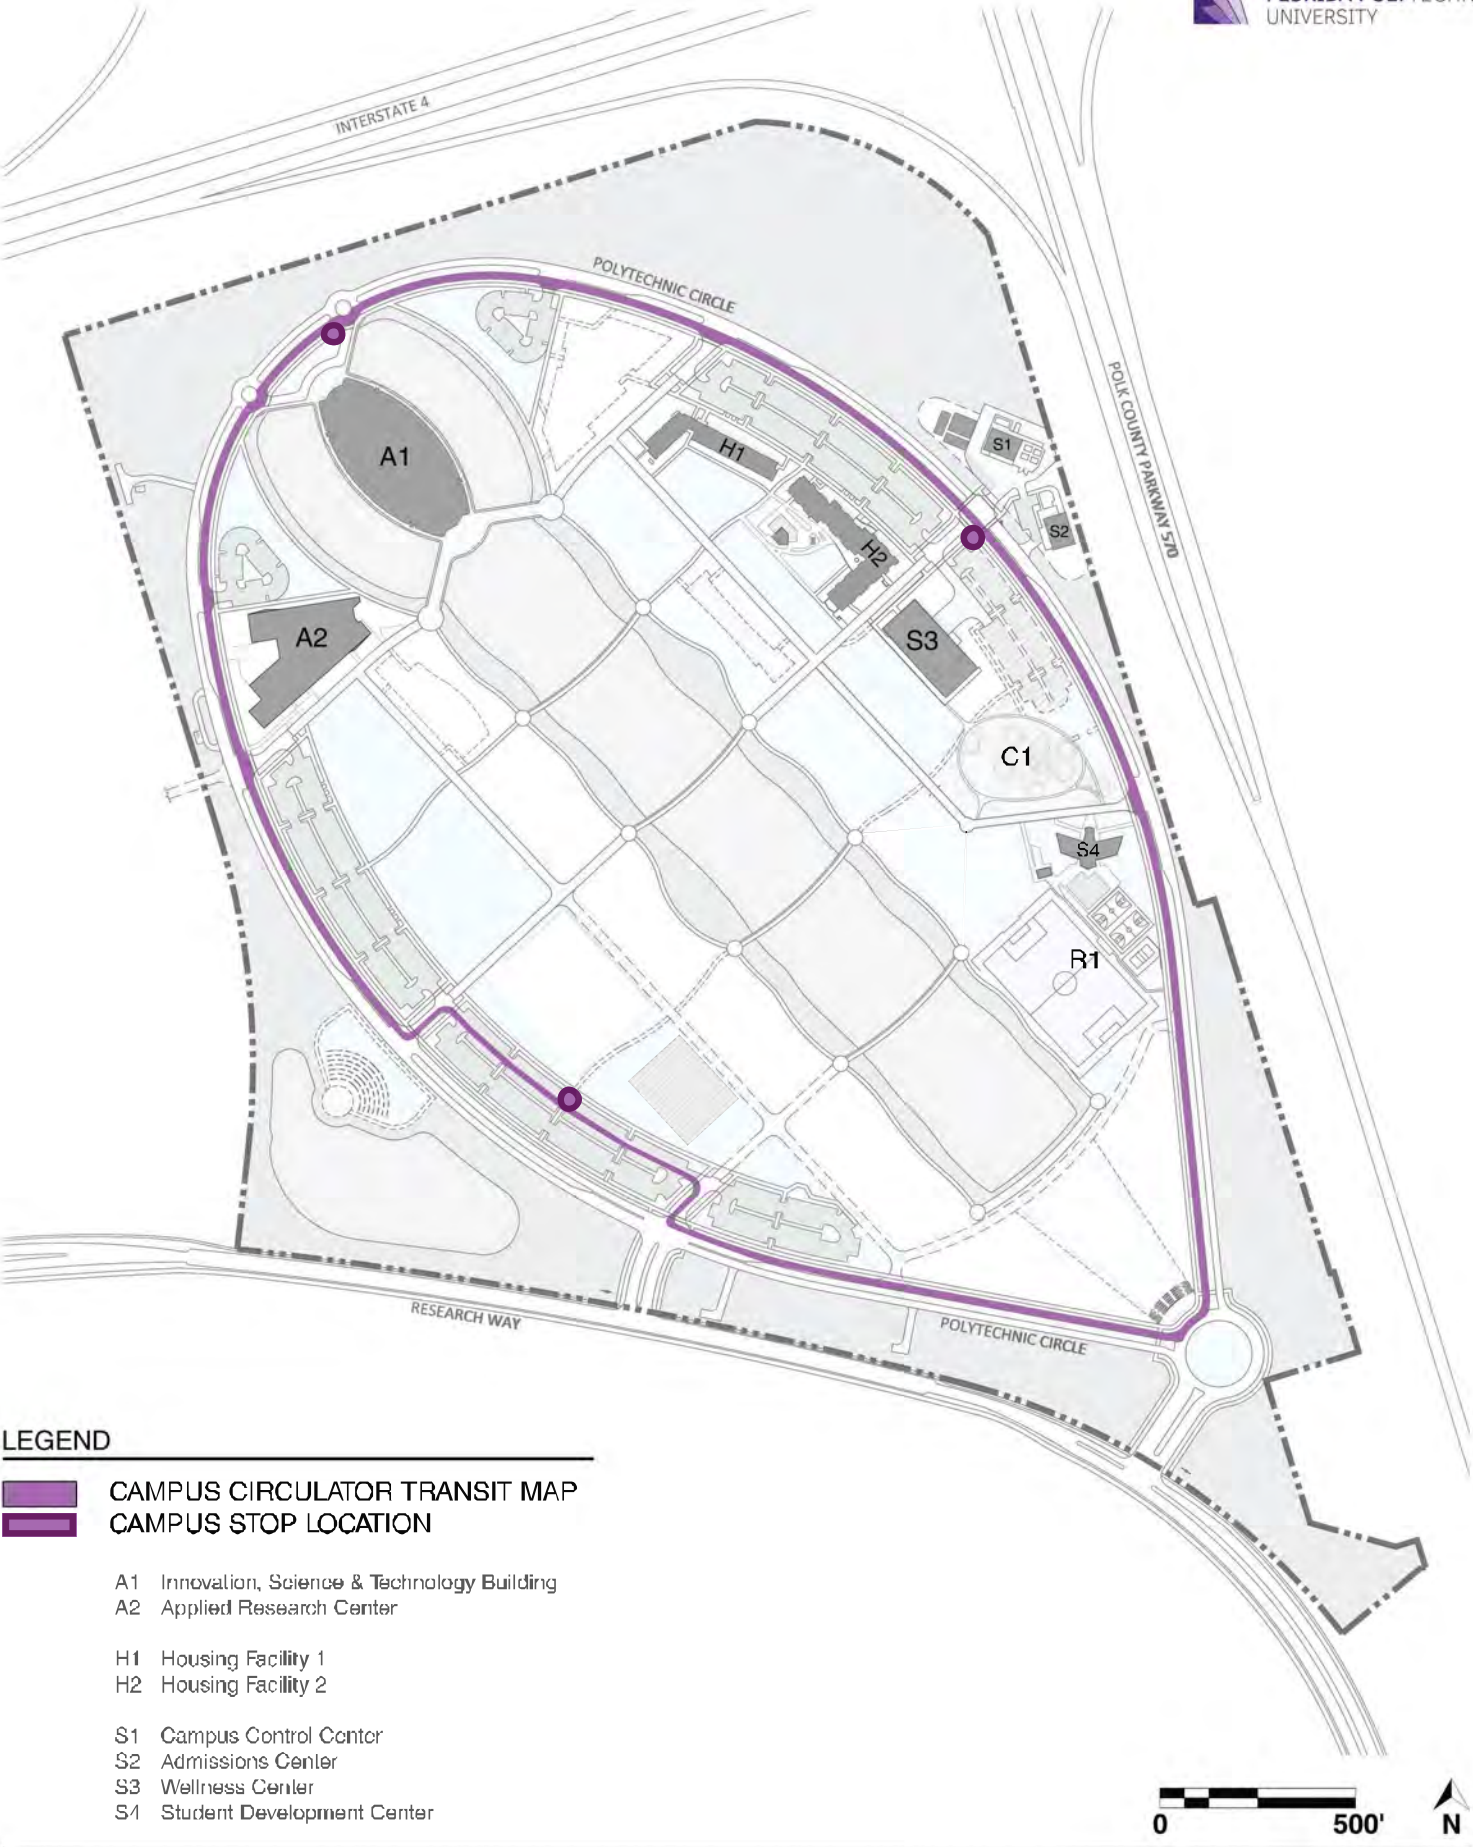 UNIVERSITY
INTERSTATE 4
POLYTECHNIC CIRCLE
POLK COUNTY PARKWAY 570
A1
H1
S1
S2
H2
A2
S3
C1
S4
R1
RESEARCH WAY
POLYTECHNIC CIRCLE
LEGEND
CAMPUS CIRCULATOR TRANSIT MAP
CAMPUS STOP LOCATION
A1 Innovation, Science & Technology Building
A2 Applied Research Center
H1 Housing Facility 1
H2 Housing Facility 2
S1 Campus Control Center
S2 Admissions Center
S3 Wellness Center
S4 Student Development Center
0 500' N